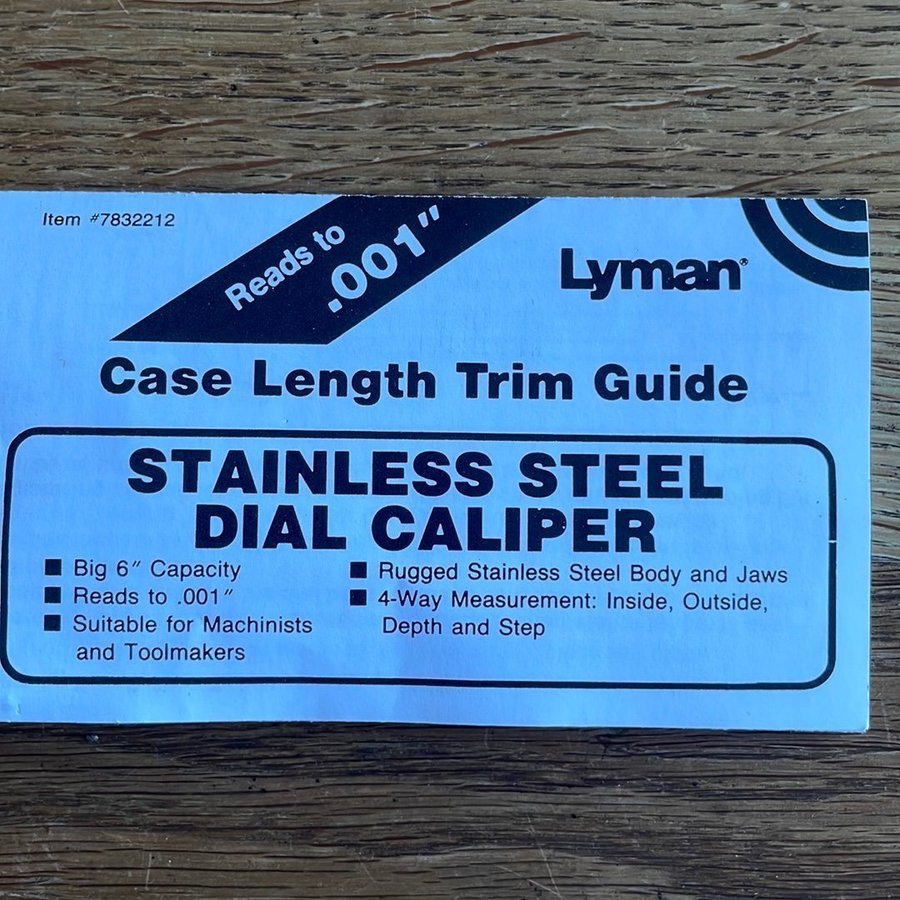 Item #7832212
Reads to
.001"
Lyman®
Case Length Trim Guide
STAINLESS STEEL
DIAL CALIPER
■ Big 6" Capacity
■ Reads to .001"
■ Suitable for Machinists
and Toolmakers
■ Rugged Stainless Steel Body and Jaws
■ 4-Way Measurement: Inside, Outside,
Depth and Step